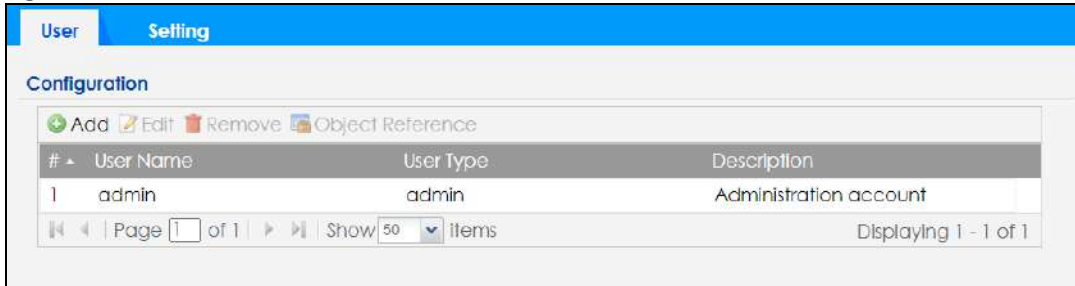 User Setting
Configuration
Add Edit Remove Object Reference
# User Name User Type Description
1 admin admin Administration account
Page 1 of 1 Show 50 items Displaying 1 - 1 of 1